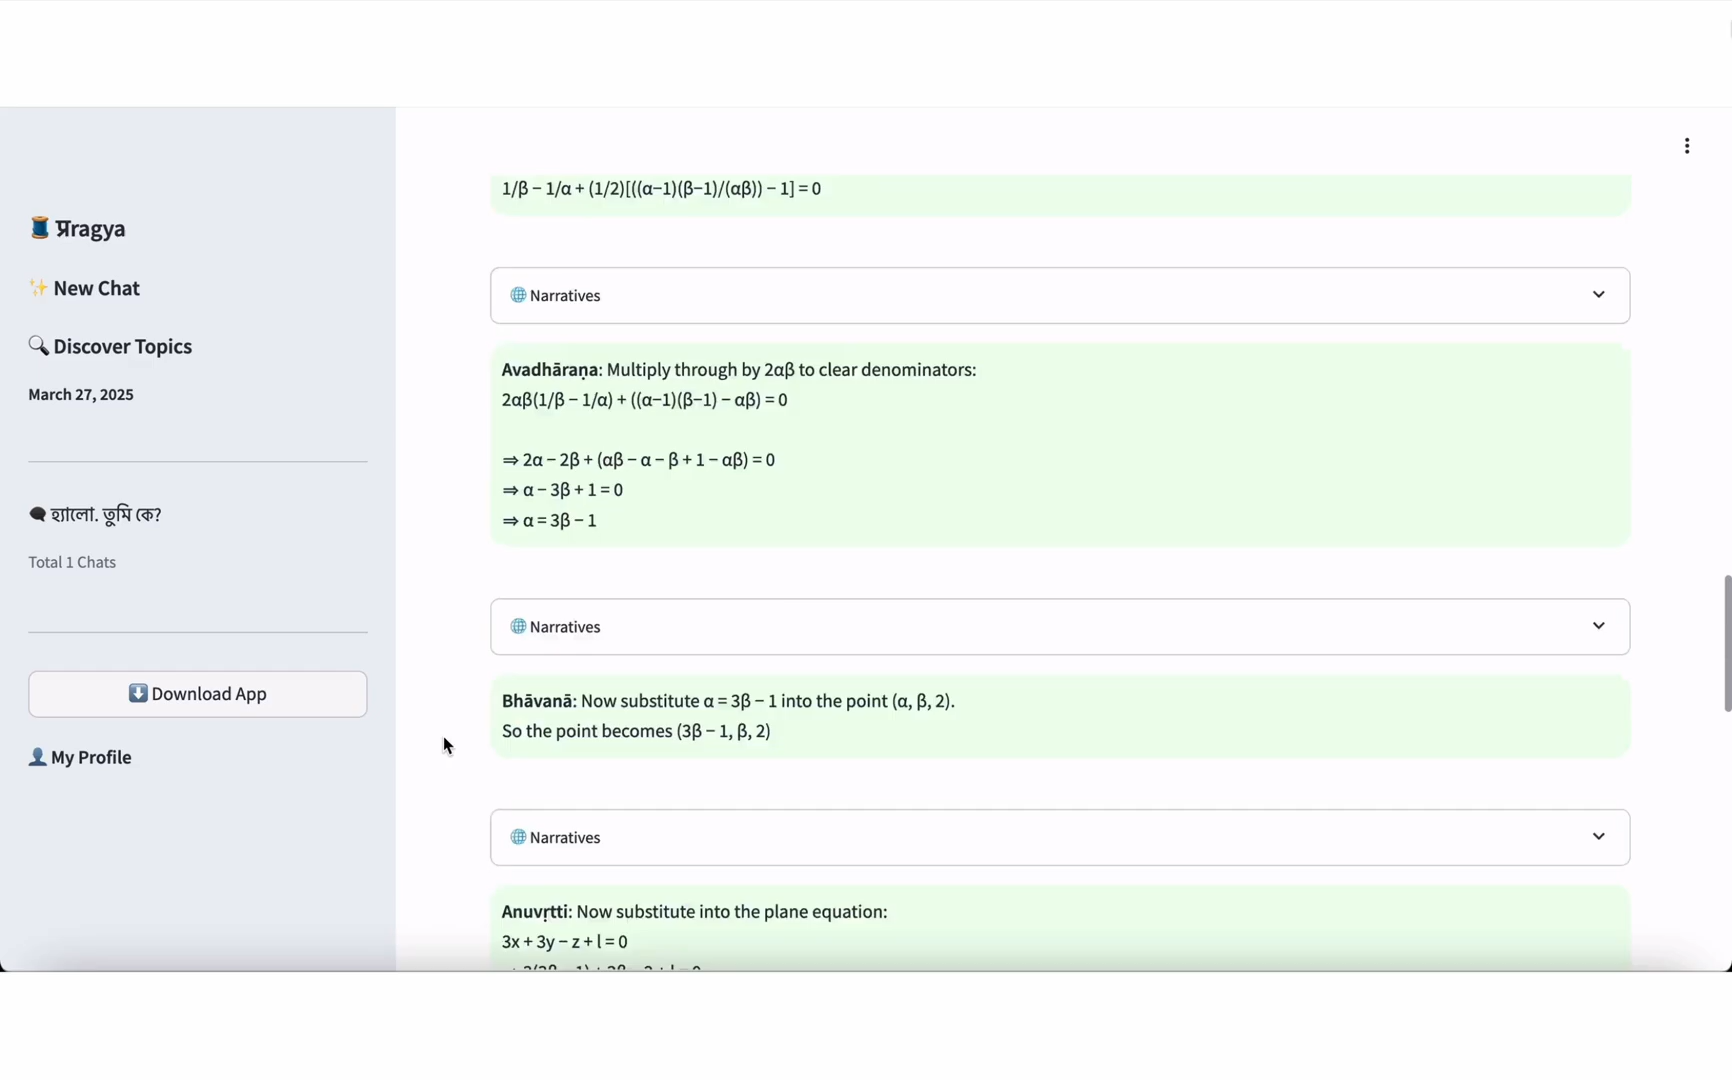 प्रragya
New Chat
Discover Topics
March 27, 2025
হ্যালো. তুমি কে?
Total 1 Chats
Download App
My Profile
1/β − 1/α + (1/2)[((α−1)(β−1)/(αβ)) − 1] = 0
Narratives
Avadhāraṇa: Multiply through by 2αβ to clear denominators:
2αβ(1/β − 1/α) + ((α−1)(β−1) − αβ) = 0
⇒ 2α − 2β + (αβ − α − β + 1 − αβ) = 0
⇒ α − 3β + 1 = 0
⇒ α = 3β − 1
Narratives
Bhāvanā: Now substitute α = 3β − 1 into the point (α, β, 2).
So the point becomes (3β − 1, β, 2)
Narratives
Anuvṛtti: Now substitute into the plane equation:
3x + 3y − z + l = 0